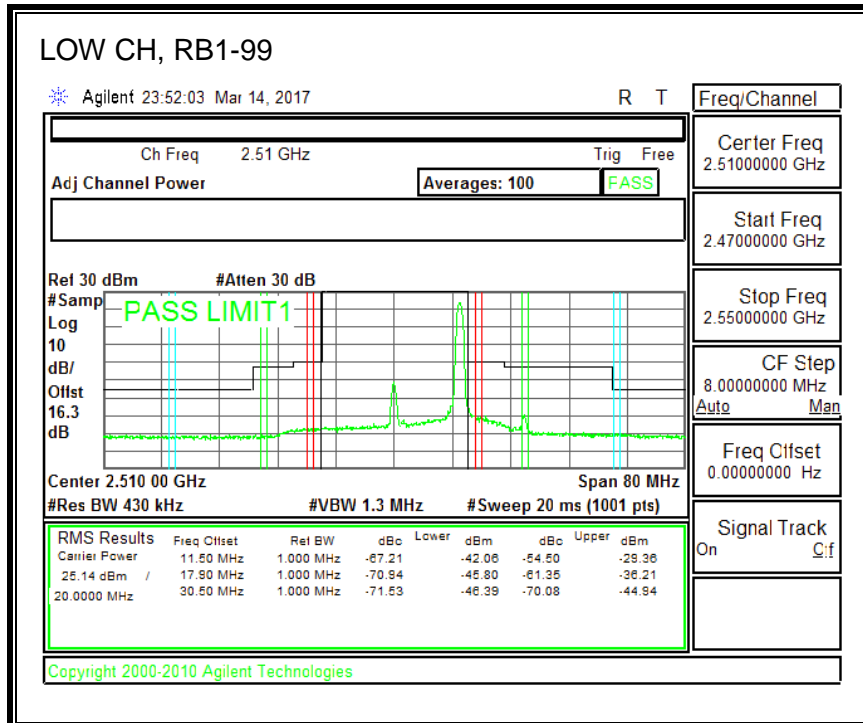 LOW CH, RB1-99
Agilent 23:52:03 Mar 14, 2017 R T
Ch Freq 2.51 GHz Trig Free
Adj Channel Power Averages: 100 PASS
Ref 30 dBm #Atten 30 dB
#Samp
Log
10
dB/
Offst
16.3
dB
PASS LIMIT1
Center 2.510 00 GHz Span 80 MHz
#Res BW 430 kHz #VBW 1.3 MHz #Sweep 20 ms (1001 pts)
RMS Results Freq Offset Ref BW dBc Lower dBm dBc Upper dBm
Carrier Power 11.50 MHz 1.000 MHz -67.21 -42.06 -54.50 -29.36
25.14 dBm / 17.90 MHz 1.000 MHz -70.94 -45.80 -61.35 -36.21
20.0000 MHz 30.50 MHz 1.000 MHz -71.53 -46.39 -70.08 -44.94
Copyright 2000-2010 Agilent Technologies
Freq/Channel
Center Freq
2.51000000 GHz
Start Freq
2.47000000 GHz
Stop Freq
2.55000000 GHz
CF Step
8.00000000 MHz
Auto Man
Freq Offset
0.00000000 Hz
Signal Track
On Off